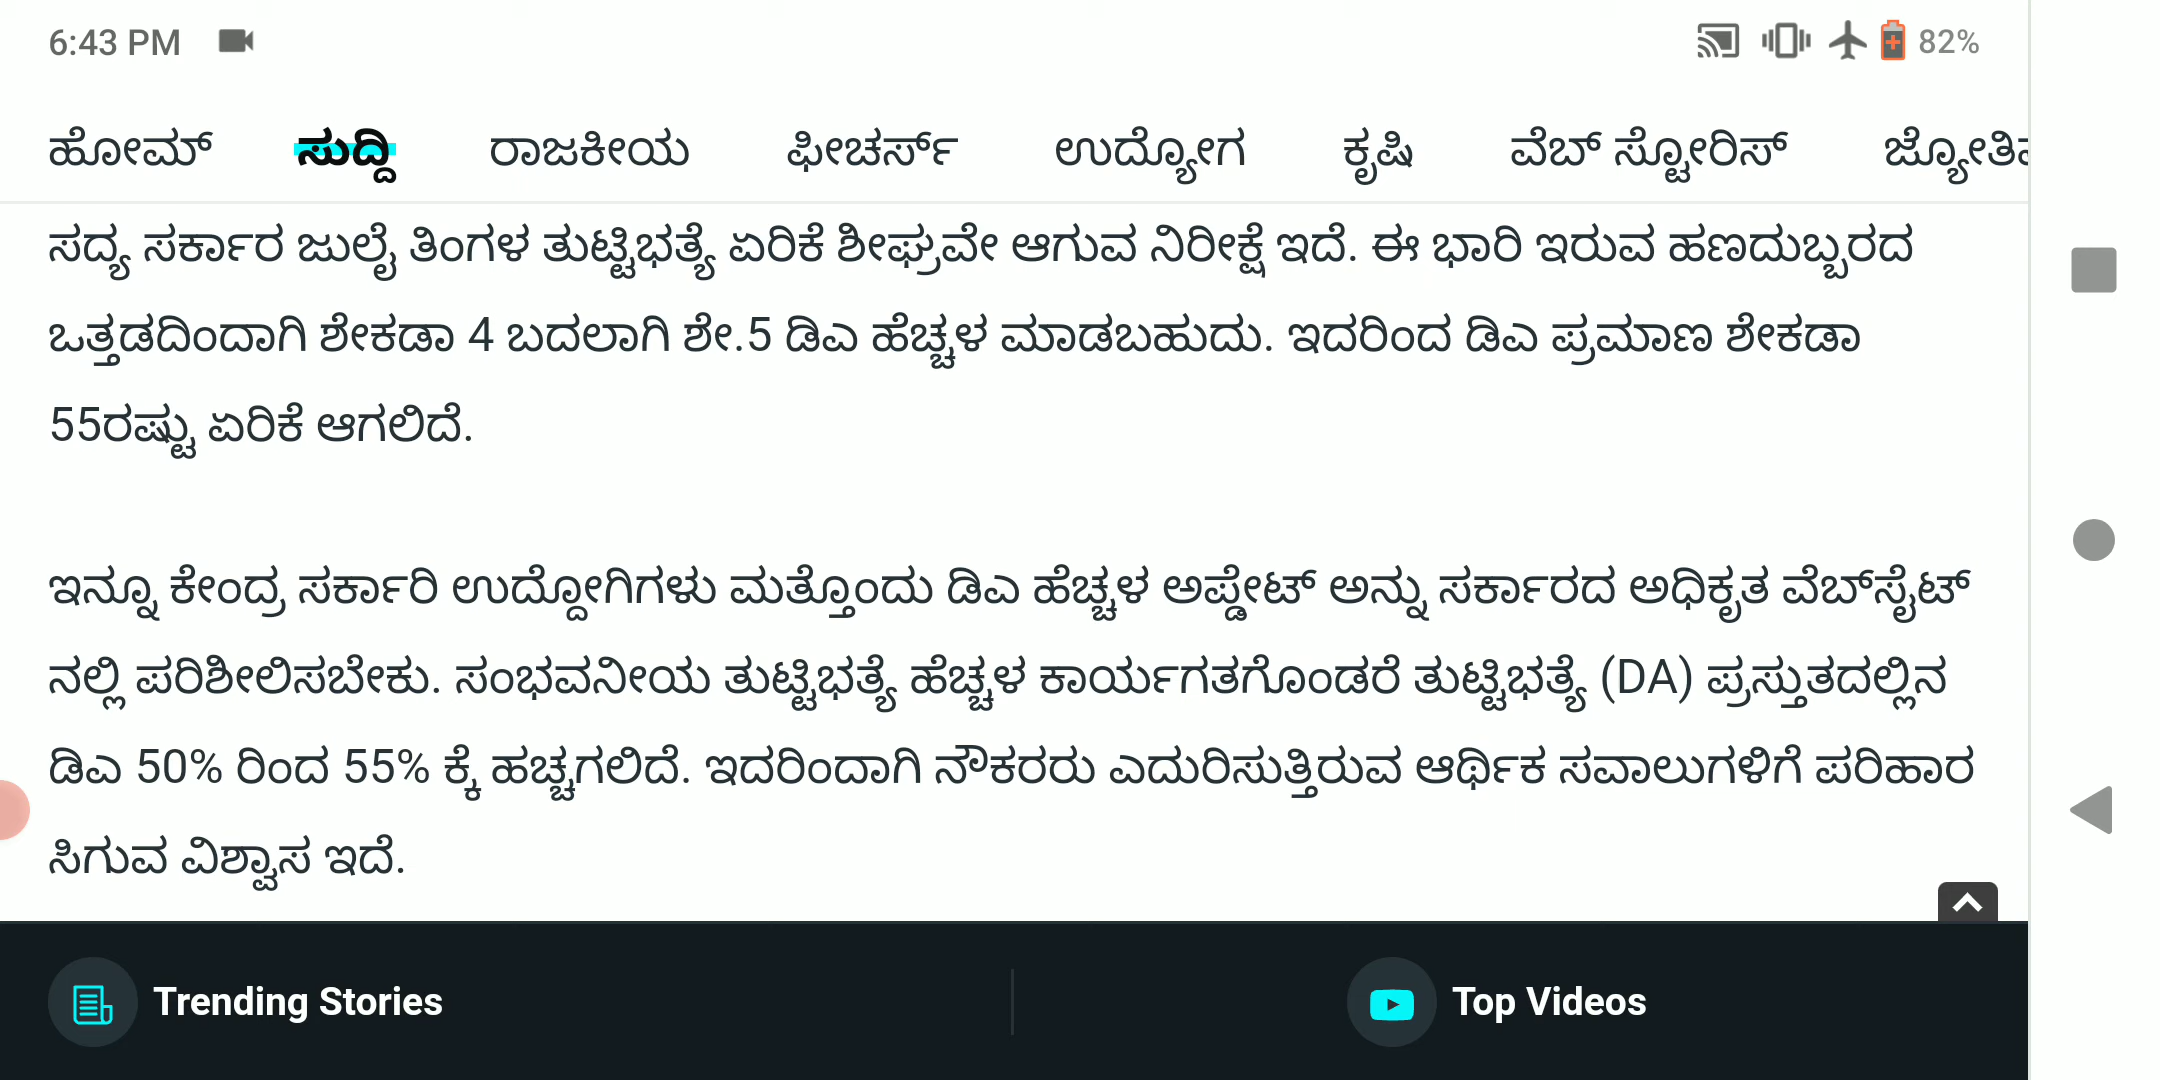 6:43 PM
82%
ಹೋಮ್ ಸುದ್ದಿ ರಾಜಕೀಯ ಫೀಚರ್ಸ್ ಉದ್ಯೋಗ ಕೃಷಿ ವೆಬ್ ಸ್ಟೋರಿಸ್
ಸದ್ಯ ಸರ್ಕಾರ ಜುಲೈ ತಿಂಗಳ ತುಟ್ಟಿಭತ್ಯೆ ಏರಿಕೆ ಶೀಘ್ರವೇ ಆಗುವ ನಿರೀಕ್ಷೆ ಇದೆ. ಈ ಭಾರಿ ಇರುವ ಹಣದುಬ್ಬರದ
ಒತ್ತಡದಿಂದಾಗಿ ಶೇಕಡಾ 4 ಬದಲಾಗಿ ಶೇ.5 ಡಿಎ ಹೆಚ್ಚಳ ಮಾಡಬಹುದು. ಇದರಿಂದ ಡಿಎ ಪ್ರಮಾಣ ಶೇಕಡಾ
55ರಷ್ಟು ಏರಿಕೆ ಆಗಲಿದೆ.
ಇನ್ನೂ ಕೇಂದ್ರ ಸರ್ಕಾರಿ ಉದ್ದೋಗಿಗಳು ಮತ್ತೊಂದು ಡಿಎ ಹೆಚ್ಚಳ ಅಪ್ಡೇಟ್ ಅನ್ನು ಸರ್ಕಾರದ ಅಧಿಕೃತ ವೆಬ್‌ಸೈಟ್
ನಲ್ಲಿ ಪರಿಶೀಲಿಸಬೇಕು. ಸಂಭವನೀಯ ತುಟ್ಟಿಭತ್ಯೆ ಹೆಚ್ಚಳ ಕಾರ್ಯಗತಗೊಂಡರೆ ತುಟ್ಟಿಭತ್ಯೆ (DA) ಪ್ರಸ್ತುತದಲ್ಲಿನ
ಡಿಎ 50% ರಿಂದ 55% ಕ್ಕೆ ಹಚ್ಚಗಲಿದೆ. ಇದರಿಂದಾಗಿ ನೌಕರರು ಎದುರಿಸುತ್ತಿರುವ ಆರ್ಥಿಕ ಸವಾಲುಗಳಿಗೆ ಪರಿಹಾರ
ಸಿಗುವ ವಿಶ್ವಾಸ ಇದೆ.
Trending Stories
Top Videos